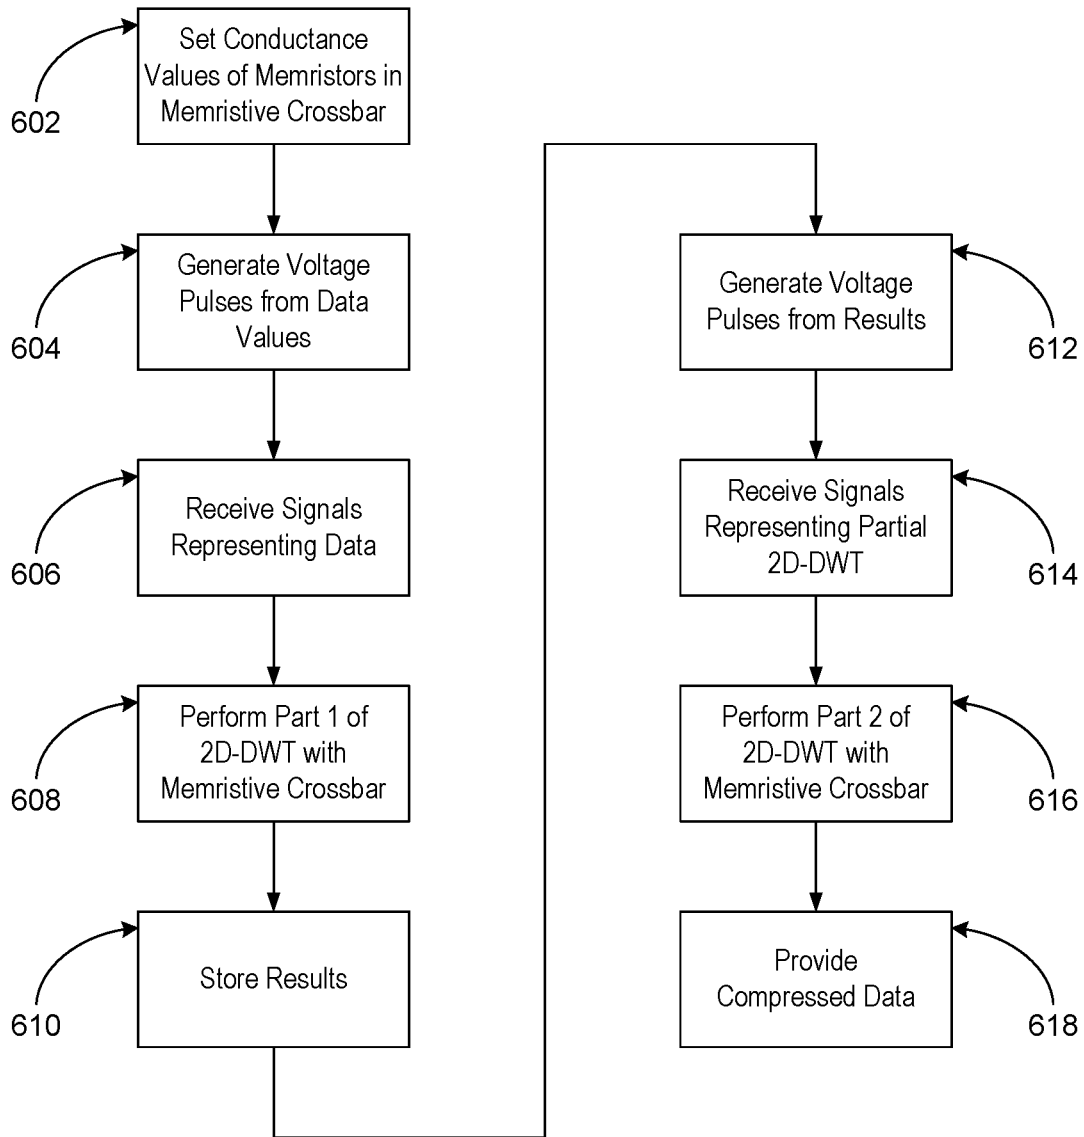 Set Conductance
Values of Memristors in
Memristive Crossbar
602
Generate Voltage
Pulses from Data
Values
604
Receive Signals
Representing Data
606
Perform Part 1 of
2D-DWT with
Memristive Crossbar
608
Store Results
610
Generate Voltage
Pulses from Results
612
Receive Signals
Representing Partial
2D-DWT
614
Perform Part 2 of
2D-DWT with
Memristive Crossbar
616
Provide
Compressed Data
618